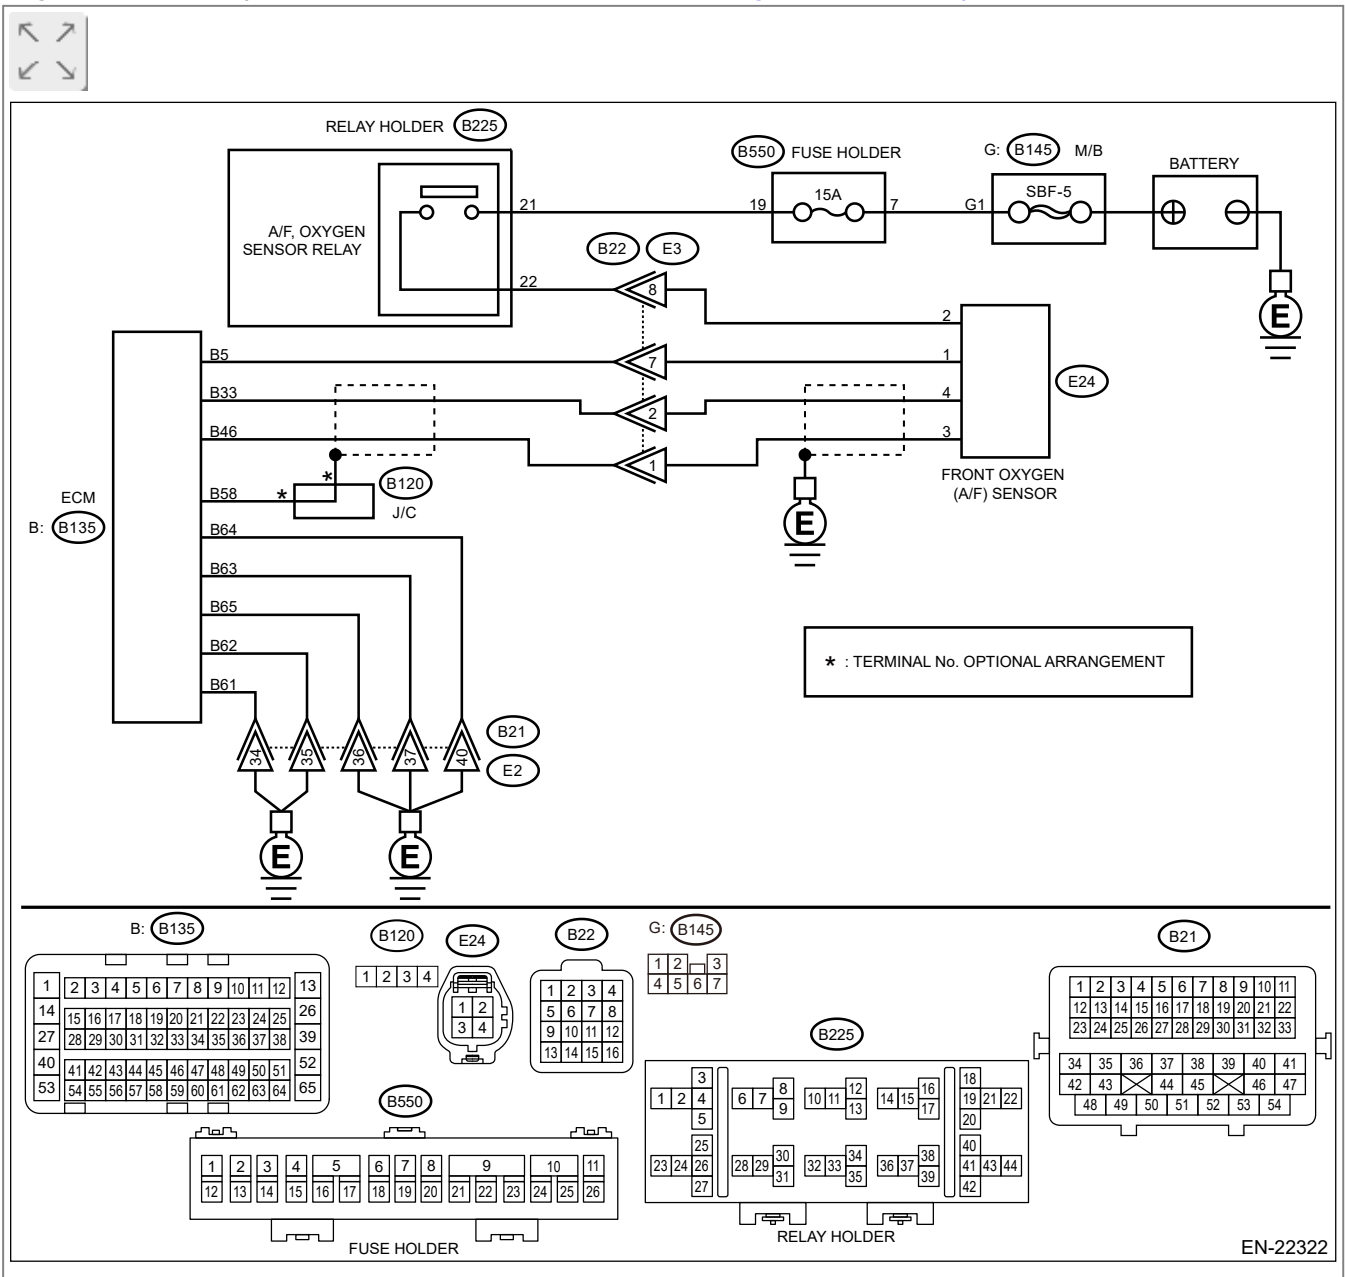 RELAY HOLDER B225
B550 FUSE HOLDER
G: B145 M/B
BATTERY
15A
SBF-5
A/F, OXYGEN
SENSOR RELAY
21
19
7
G1
B22 E3
22
8
2
B5
7
1
B33
2
4
B46
1
3
E24
FRONT OXYGEN
(A/F) SENSOR
*
*
B120
J/C
ECM
B: B135
B58
B64
B63
B65
B62
B61
E
E
* : TERMINAL No. OPTIONAL ARRANGEMENT
34 35 36 37 40
B21
E2
E E
B: B135
1 2 3 4 5 6 7 8 9 10 11 12 13
14 15 16 17 18 19 20 21 22 23 24 25 26
27 28 29 30 31 32 33 34 35 36 37 38 39
40 41 42 43 44 45 46 47 48 49 50 51 52
53 54 55 56 57 58 59 60 61 62 63 64 65
B120
1 2 3 4
E24
1 2
3 4
B22
1 2 3 4
5 6 7 8
9 10 11 12
13 14 15 16
G: B145
1 2 3
4 5 6 7
B21
1 2 3 4 5 6 7 8 9 10 11
12 13 14 15 16 17 18 19 20 21 22
23 24 25 26 27 28 29 30 31 32 33
34 35 36 37 38 39 40 41
42 43 44 45 46 47
48 49 50 51 52 53 54
B550
1 2 3 4 5 6 7 8 9 10 11
12 13 14 15 16 17 18 19 20 21 22 23 24 25 26
FUSE HOLDER
B225
3 8 12 16 18
1 2 4 6 7 10 11 14 15 19 21 22
5 9 13 17 20
25 30 34 38 40
23 24 26 28 29 32 33 36 37 41 43 44
27 31 35 39 42
RELAY HOLDER
EN-22322